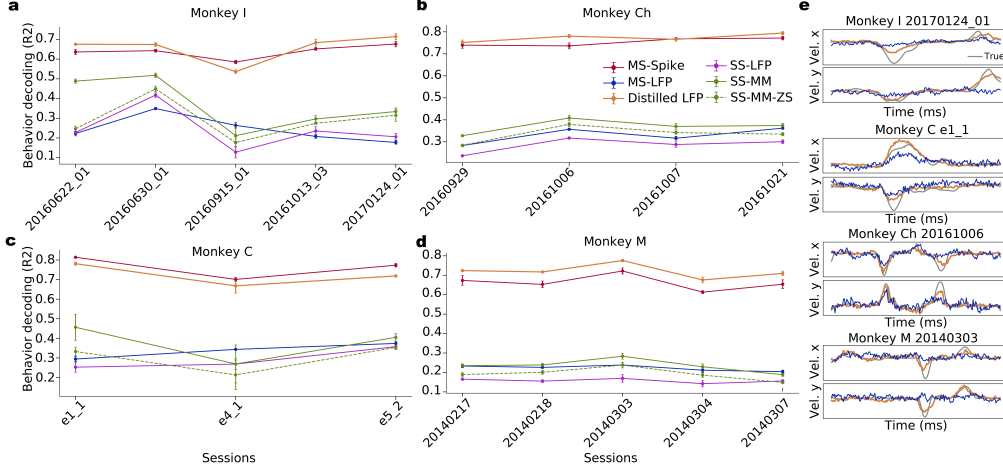 a
Monkey I
Behavior decoding (R2)
0.7
0.6
0.5
0.4
0.3
0.2
0.1
20160622_01
20160630_01
20160915_01
20161013_03
20170124_01
b
Monkey Ch
0.8
0.7
0.6
0.5
0.4
0.3
MS-Spike
MS-LFP
Distilled LFP
SS-LFP
SS-MM
SS-MM-ZS
20160929
20161006
20161007
20161021
c
Monkey C
Behavior decoding (R2)
0.8
0.7
0.6
0.5
0.4
0.3
0.2
e1_1
e4_1
e5_2
Sessions
d
Monkey M
0.8
0.7
0.6
0.5
0.4
0.3
0.2
0.1
20140217
20140218
20140303
20140304
20140307
Sessions
e
Monkey I 20170124_01
Vel. x
True
Vel. y
Time (ms)
Monkey C e1_1
Vel. x
Vel. y
Time (ms)
Monkey Ch 20161006
Vel. x
Vel. y
Time (ms)
Monkey M 20140303
Vel. x
Vel. y
Time (ms)